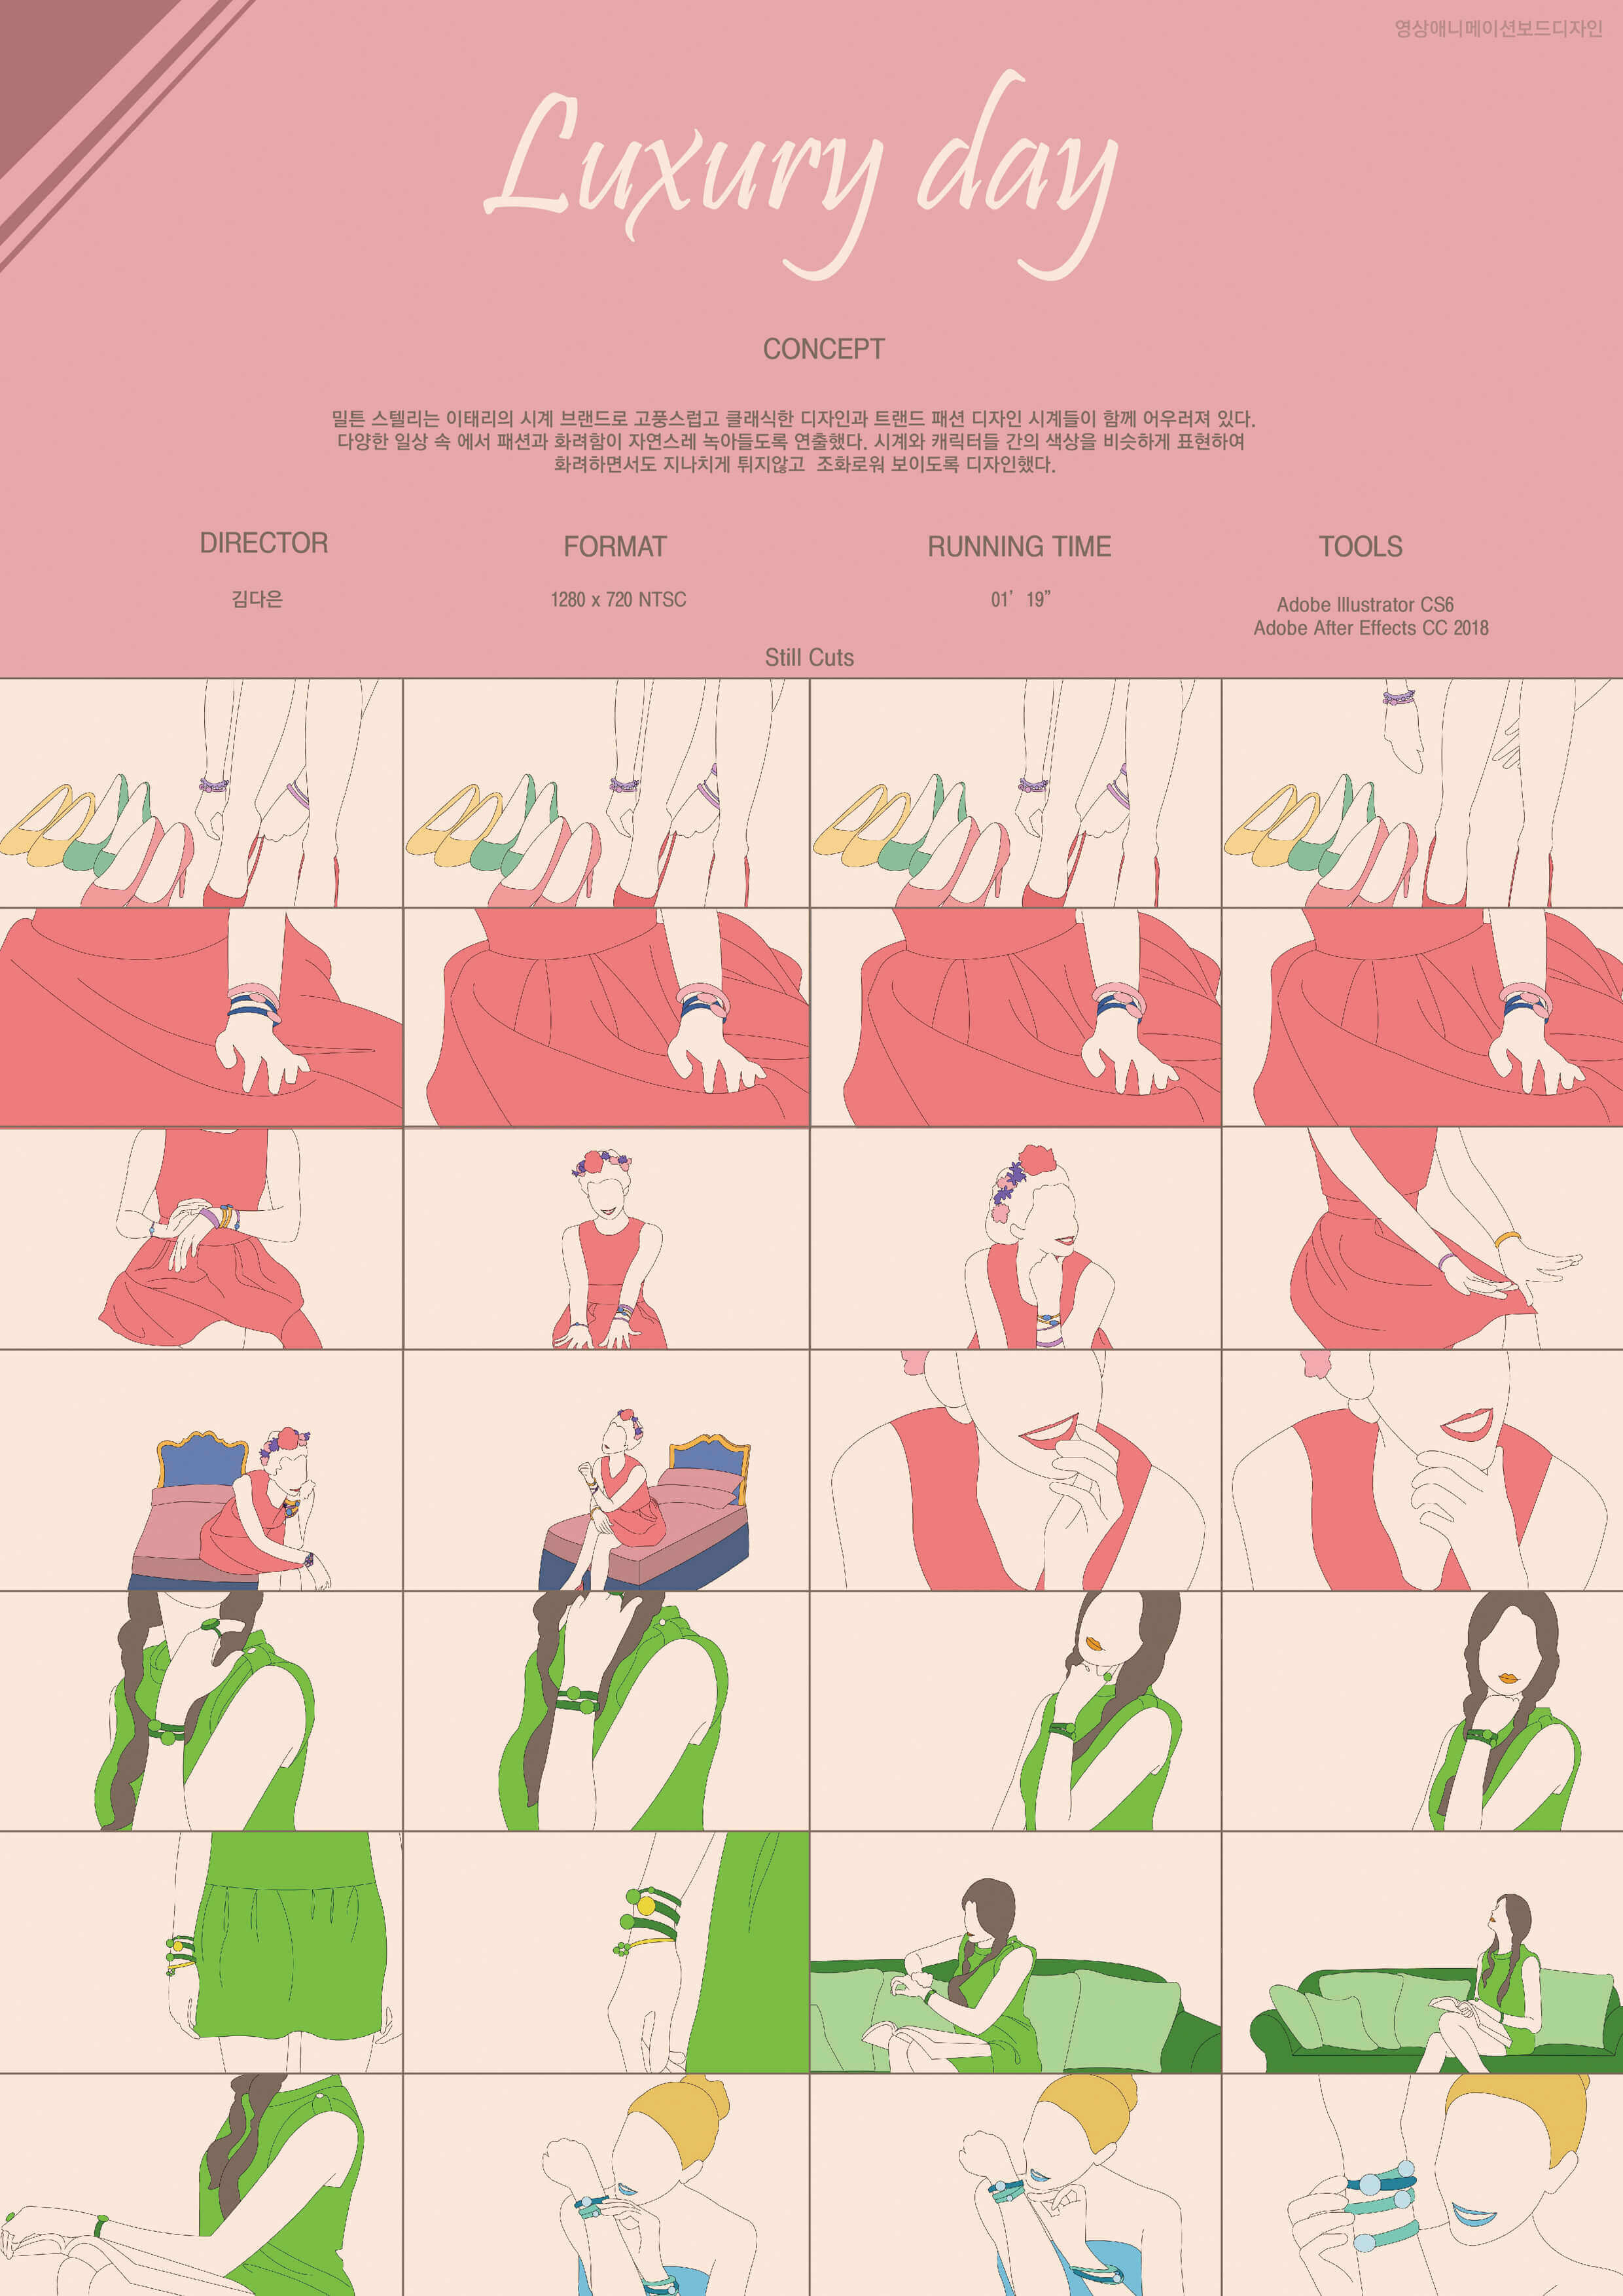 영상애니메이션보드디자인
Luxury day
CONCEPT
밀튼 스텔리는 이태리의 시계 브랜드로 고풍스럽고 클래식한 디자인과 트랜드 패션 디자인 시계들이 함께 어우러져 있다.
다양한 일상 속 에서 패션과 화려함이 자연스레 녹아들도록 연출했다. 시계와 캐릭터들 간의 색상을 비슷하게 표현하여
화려하면서도 지나치게 튀지않고 조화로워 보이도록 디자인했다.
DIRECTOR
김다은
FORMAT
1280 x 720 NTSC
RUNNING TIME
01’ 19”
TOOLS
Adobe Illustrator CS6
Adobe After Effects CC 2018
Still Cuts